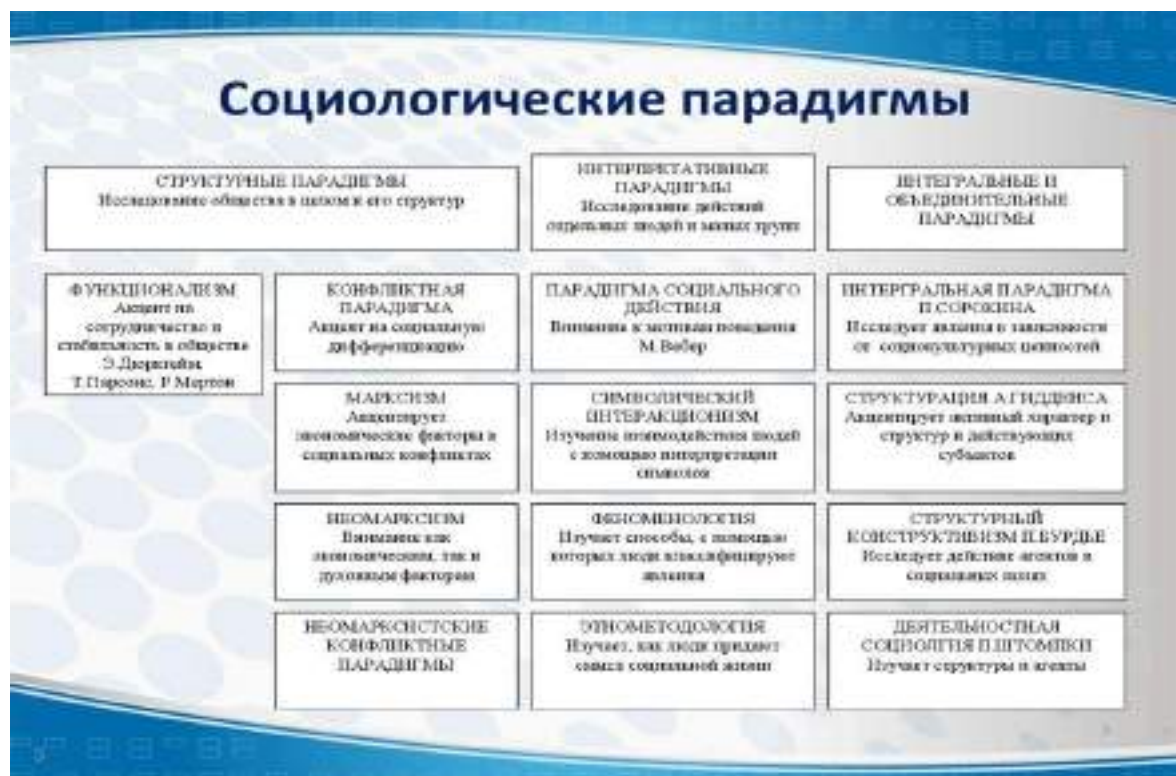 Социологические парадигмы
СТРУКТУРНЫЕ ПАРАДИГМЫ
Исследование общества в целом и его структур
ИНТЕРПРЕТАТИВНЫЕ
ПАРАДИГМЫ
Исследование действий
отдельных людей и малых групп
ИНТЕГРАЛЬНЫЕ И
ОБЪЕДИНИТЕЛЬНЫЕ
ПАРАДИГМЫ
ФУНКЦИОНАЛИЗМ
Акцент на
сотрудничество и
стабильность в обществе
Э.Дюркгейм,
Т.Парсонс, Р.Мертон
КОНФЛИКТНАЯ
ПАРАДИГМА
Акцент на социальную
дифференциацию
ПАРАДИГМА СОЦИАЛЬНОГО
ДЕЙСТВИЯ
Внимание к мотивам поведения
М.Вебер
ИНТЕРГРАЛЬНАЯ ПАРАДИГМА
П.СОРОКИНА
Исследует явления в зависимости
от социокультурных ценностей
МАРКСИЗМ
Акцентирует
экономические факторы в
социальных конфликтах
СИМВОЛИЧЕСКИЙ
ИНТЕРАКЦИОНИЗМ
Изучение взаимодействия людей
с помощью интерпретации
символов
СТРУКТУРАЦИЯ А.ГИДДЕНСА
Акцентирует активный характер и
структур и действующих
субъектов
НЕОМАРКСИЗМ
Внимание как
экономическим, так и
духовным факторам
ФЕНОМЕНОЛОГИЯ
Изучает способы, с помощью
которых люди классифицируют
явления
СТРУКТУРНЫЙ
КОНСТРУКТИВИЗМ П.БУРДЬЕ
Исследует действие агентов в
социальных полях
НЕОМАРКСИСТСКИЕ
КОНФЛИКТНЫЕ
ПАРАДИГМЫ
ЭТНОМЕТОДОЛОГИЯ
Изучает, как люди придают
смысл социальной жизни
ДЕЯТЕЛЬНОСТНАЯ
СОЦИОЛГИЯ П.ШТОМПКИ
Изучает структуры и агенты